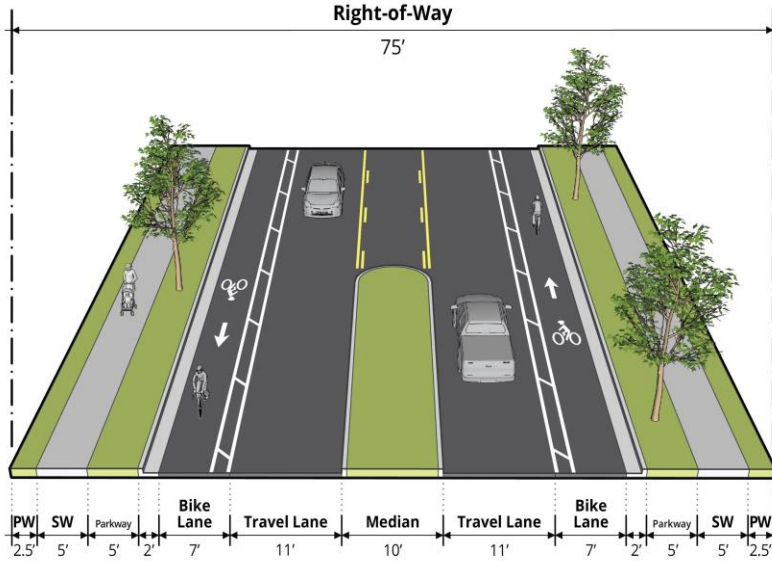 Right-of-Way
75’
PW SW Parkway Bike Lane Travel Lane Median Travel Lane Bike Lane Parkway SW PW
2.5’ 5’ 5’ 2’ 7’ 11’ 10’ 11’ 7’ 2’ 5’ 5’ 2.5’